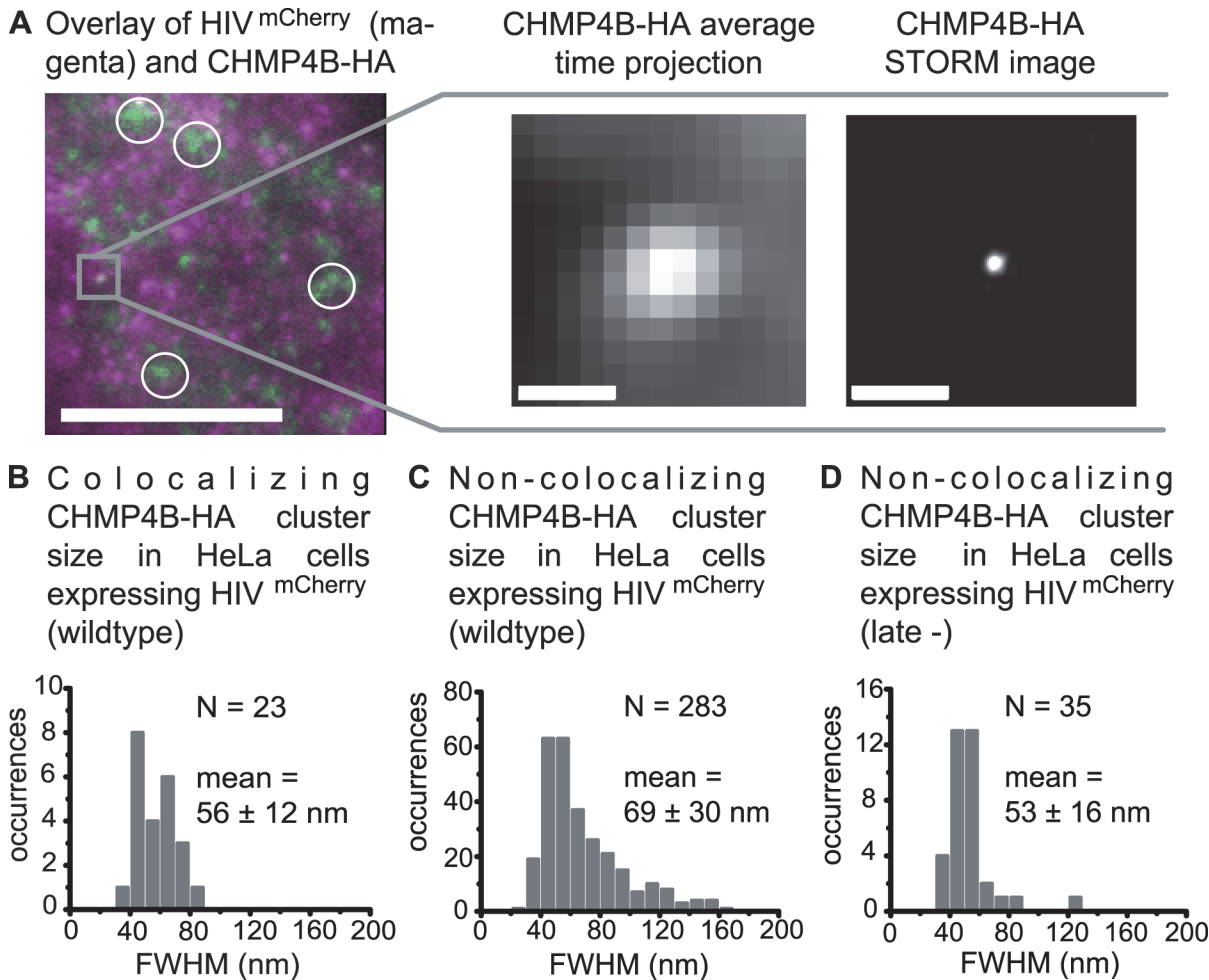 A Overlay of HIV mCherry (ma-
genta) and CHMP4B-HA
CHMP4B-HA average
time projection
CHMP4B-HA
STORM image
B Colocalizing
CHMP4B-HA cluster
size in HeLa cells
expressing HIV mCherry
(wildtype)
C Non-colocalizing
CHMP4B-HA cluster
size in HeLa cells
expressing HIV mCherry
(wildtype)
D Non-colocalizing
CHMP4B-HA cluster
size in HeLa cells
expressing HIV mCherry
(late -)
occurrences
10
8
6
4
2
0
N = 23
mean =
56 ± 12 nm
0 40 80 120 160 200
FWHM (nm)
occurrences
80
60
40
20
0
N = 283
mean =
69 ± 30 nm
0 40 80 120 160 200
FWHM (nm)
occurrences
16
12
8
4
0
N = 35
mean =
53 ± 16 nm
0 40 80 120 160 200
FWHM (nm)